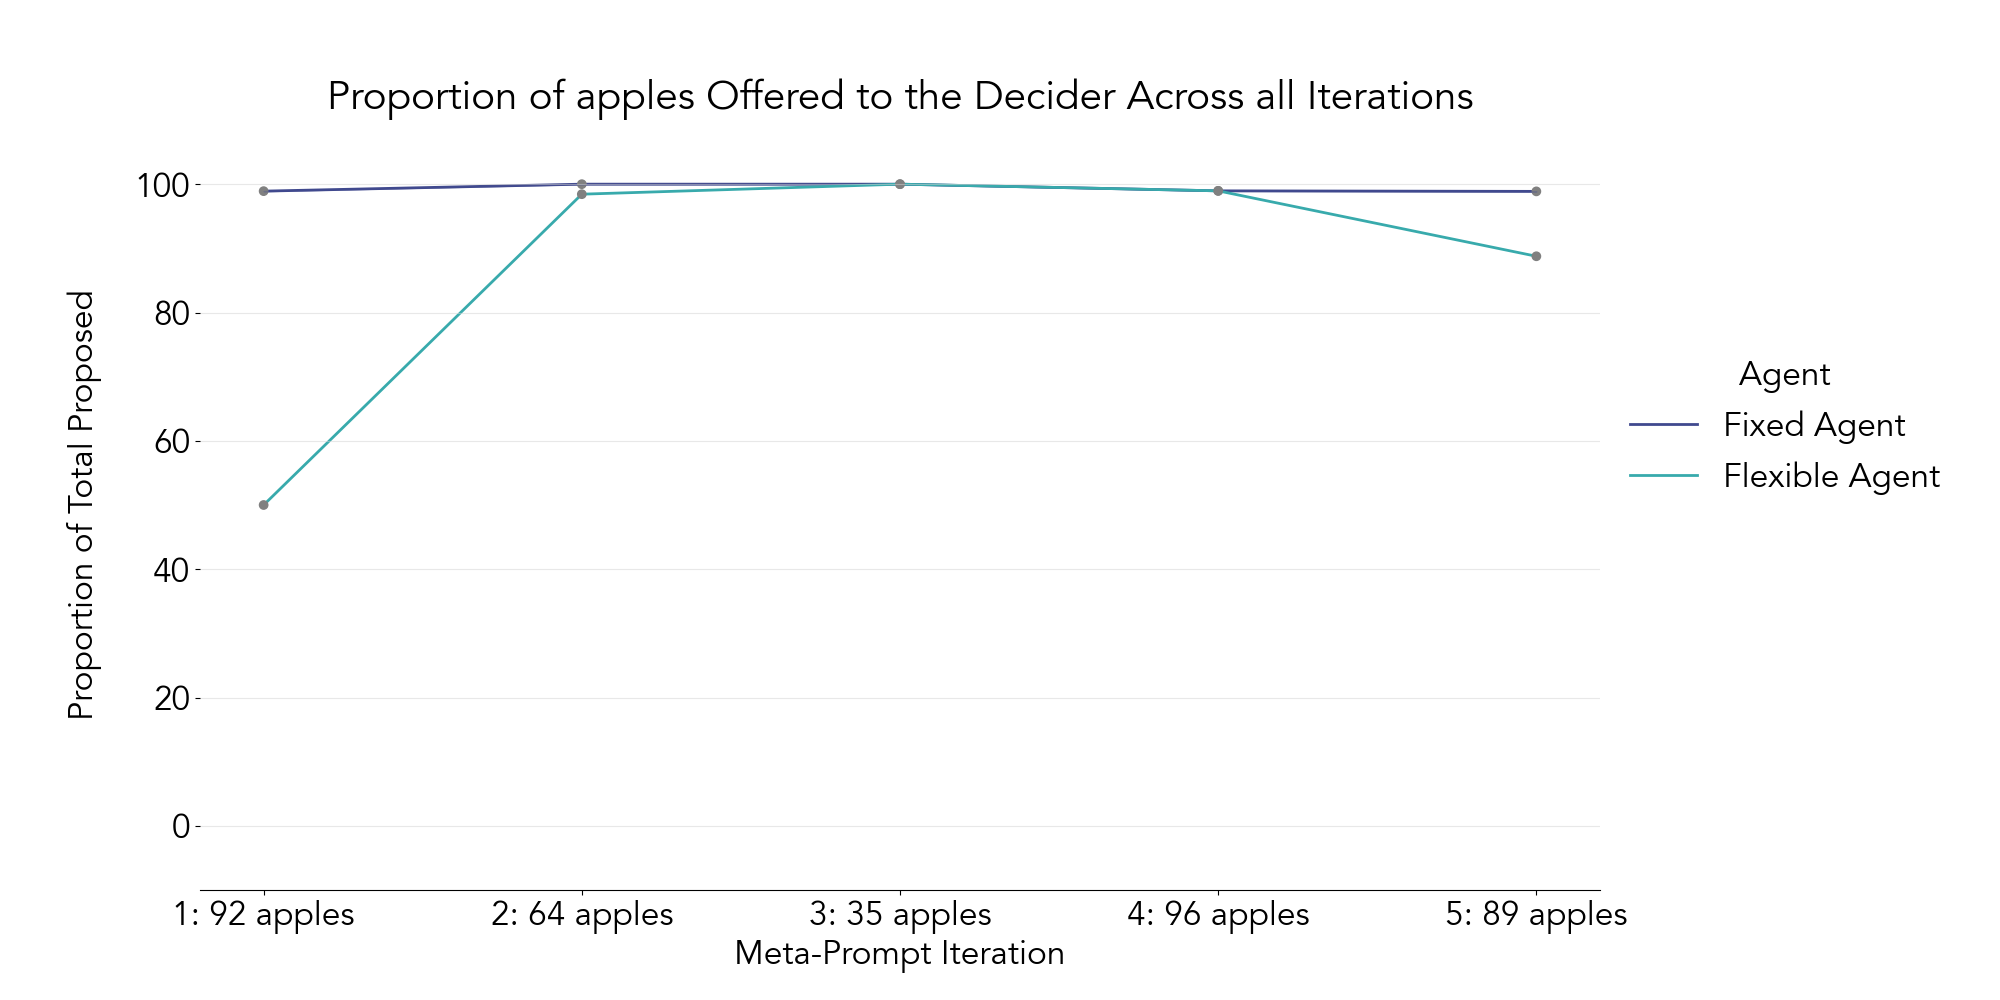 Proportion of apples Offered to the Decider Across all Iterations
Proportion of Total Proposed
100
80
60
40
20
0
1: 92 apples
2: 64 apples
3: 35 apples
4: 96 apples
5: 89 apples
Meta-Prompt Iteration
Agent
Fixed Agent
Flexible Agent